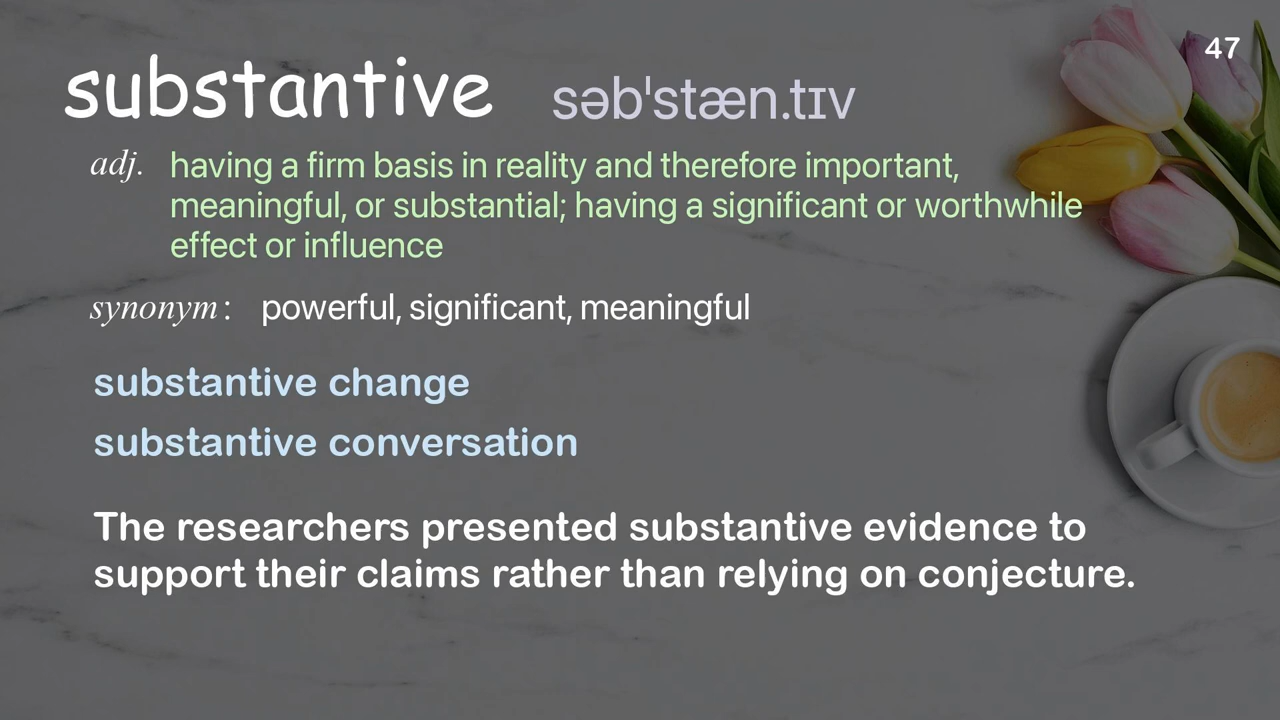 47
substantive səbˈstæn.tɪv
adj. having a firm basis in reality and therefore important,
meaningful, or substantial; having a significant or worthwhile
effect or influence
synonym: powerful, significant, meaningful
substantive change
substantive conversation
The researchers presented substantive evidence to
support their claims rather than relying on conjecture.